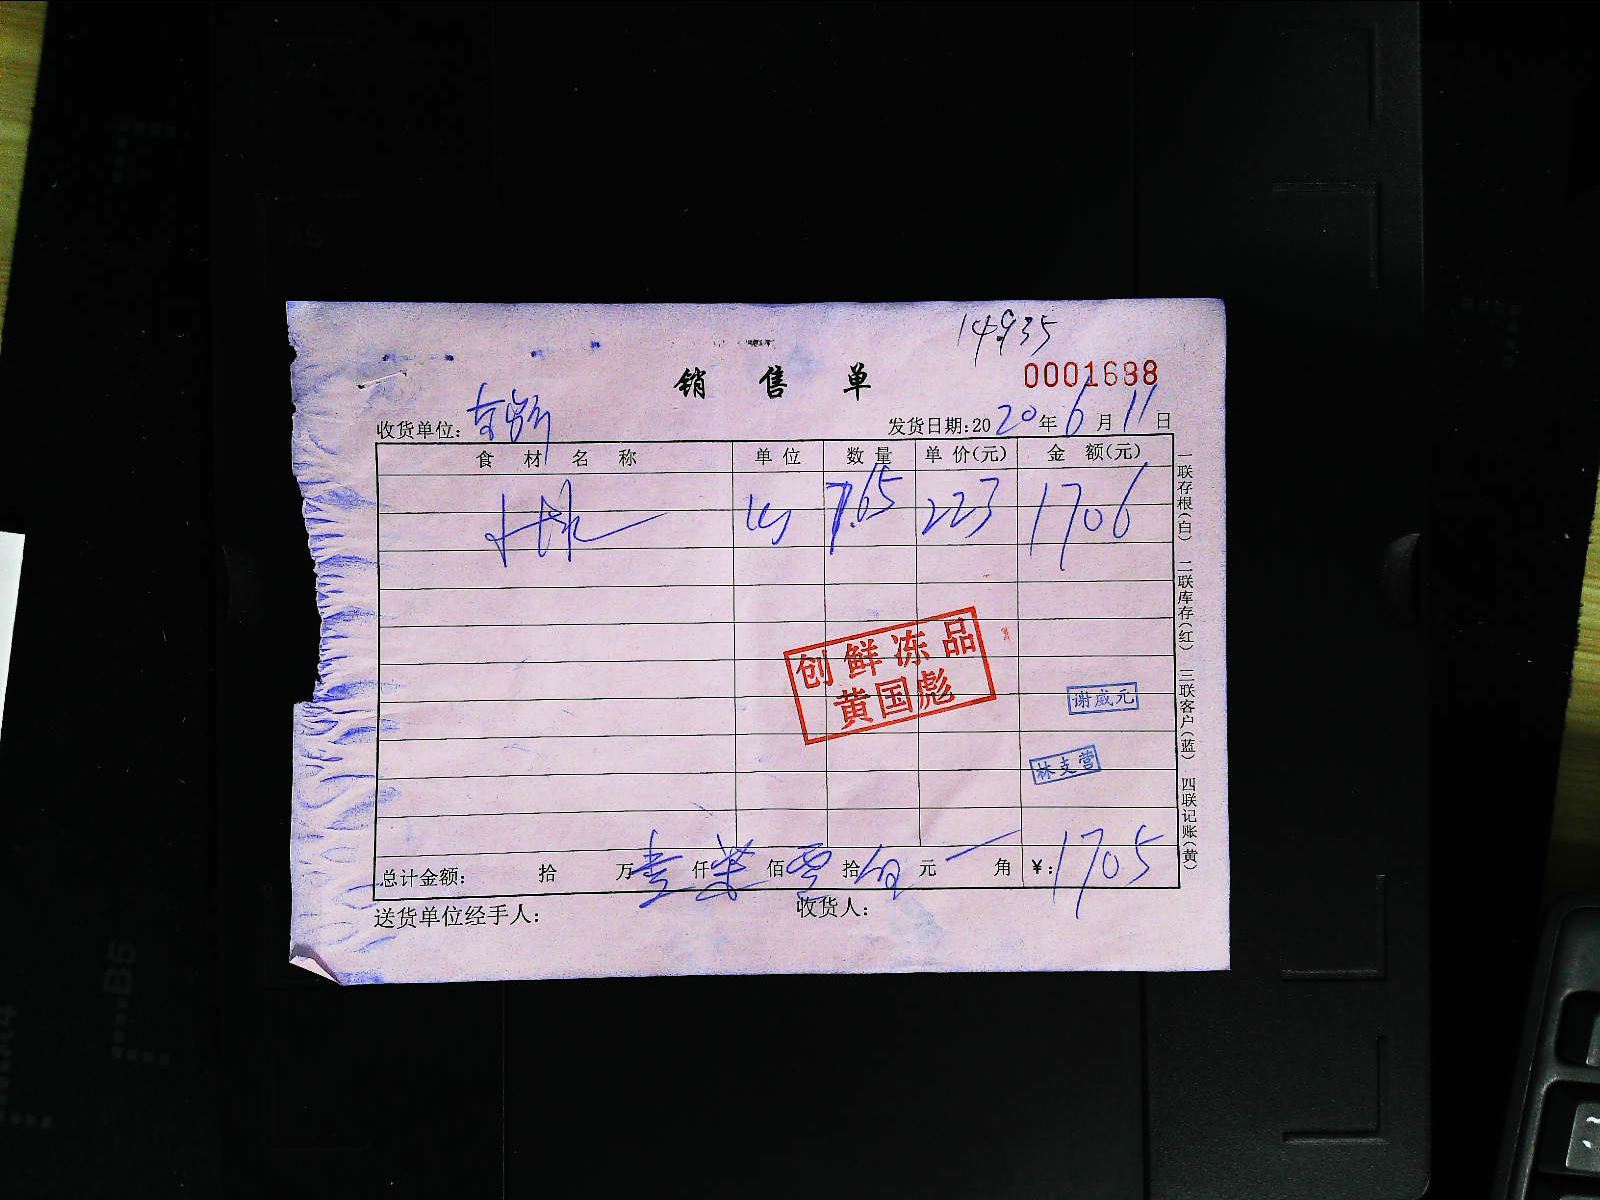 14935
销售单
0001698
收货单位:
发货日期:2020年6月11日
食材名称 单位 数量 单价(元) 金额(元)
7.65 223 1706
创鲜冻品
黄国彪
谢威元
林支营
总计金额: 拾 万壹仟柒佰零拾伍元 角 ¥:1705
送货单位经手人: 收货人:
一联存根(白) 二联库存(红) 三联客户(蓝) 四联记账(黄)